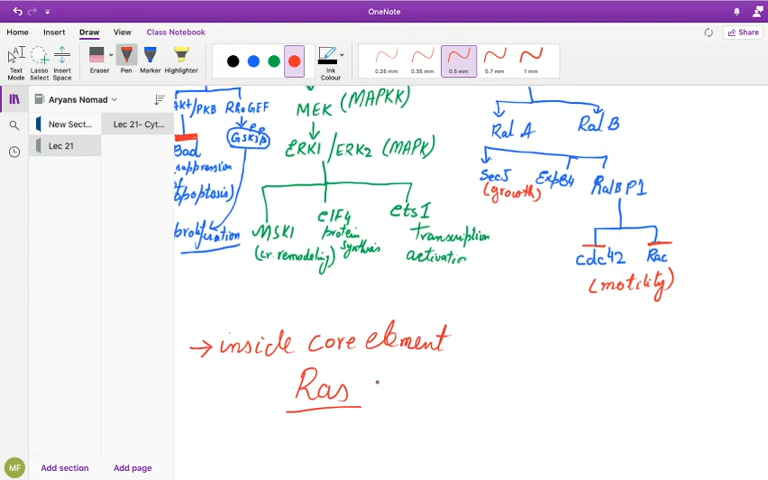 OneNote
Home Insert Draw View Class Notebook
Share
Text Mode
Lasso Select
Insert Space
Eraser
Pen
Marker
Highlighter
Ink Colour
0.25 mm
0.35 mm
0.5 mm
0.7 mm
1 mm
Aryans Nomad
New Sect...
Lec 21
Lec 21- Cyt...
Akt/PKB
Bad
suppression
apoptosis)
proliferation
MEK (MAPKK)
ERK1/ERK2 (MAPK)
MSK1
(cr. remodeling)
eIF4
protein
synthesis
ets1
Transcription
activation
Ral A
Ral B
Sec5
(growth)
Exp84
RalBP1
cdc42
Rac
(motility)
→ inside core element
Ras
MF
Add section
Add page